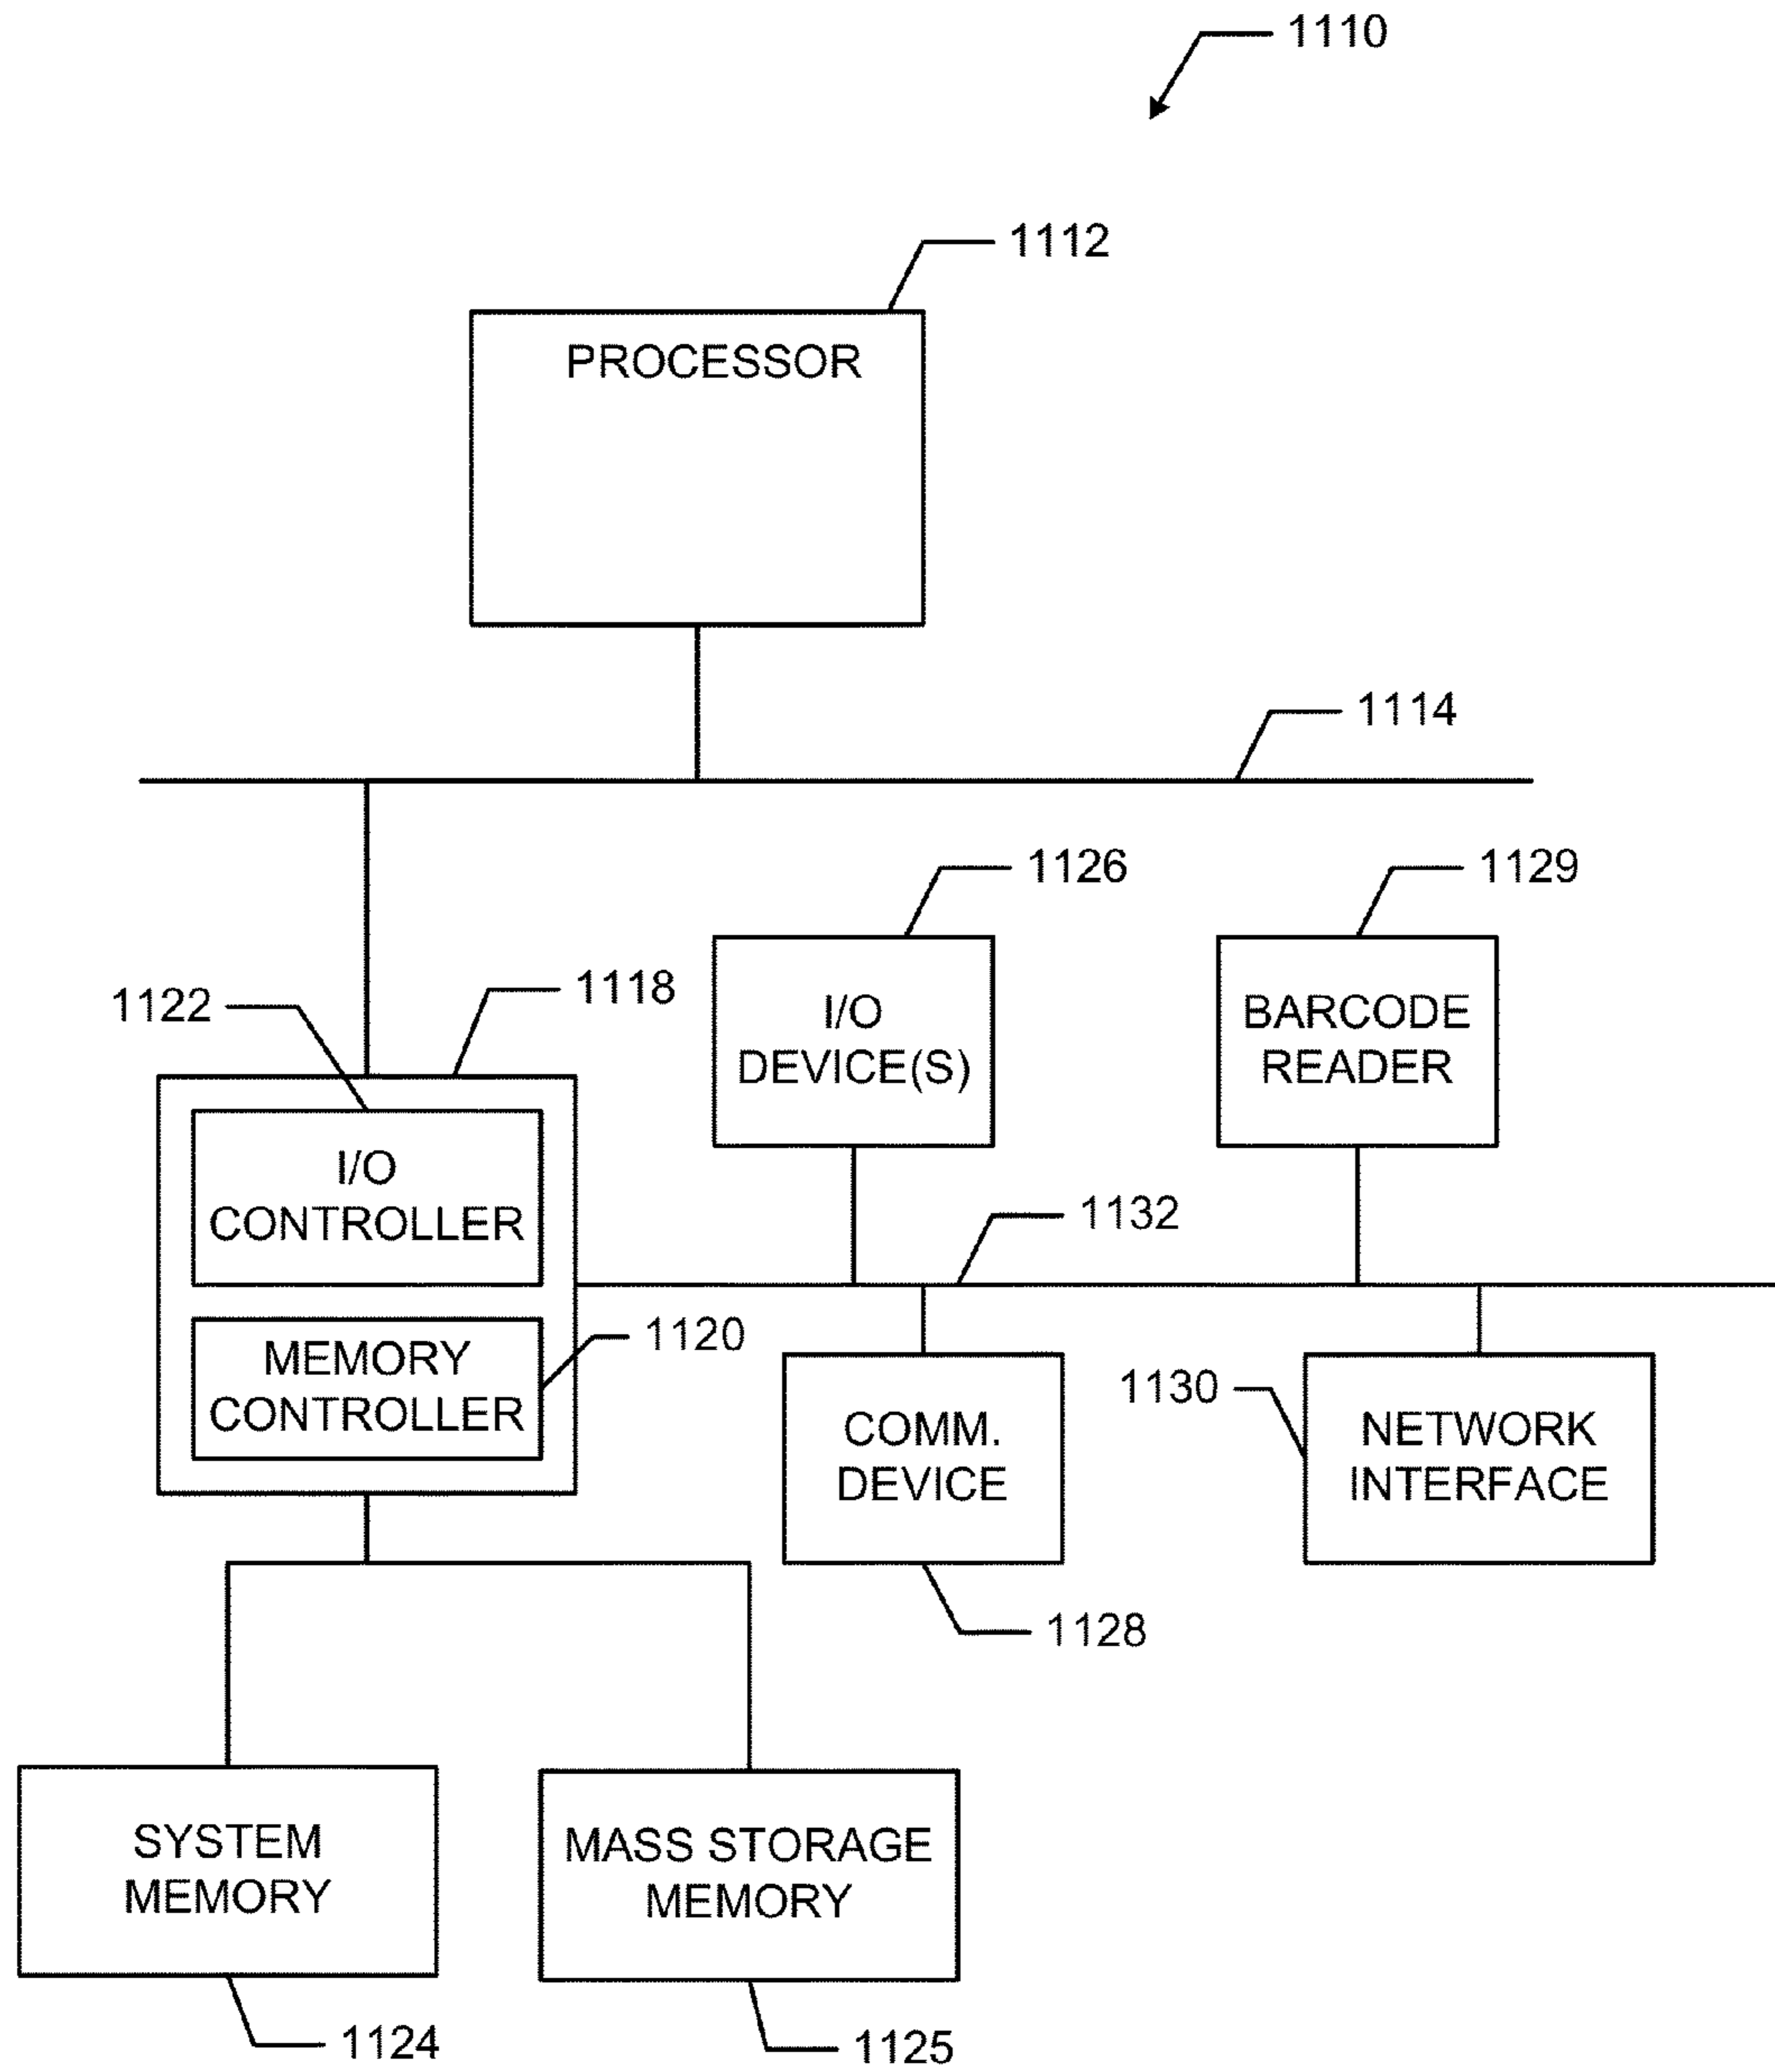 1110
1112
PROCESSOR
1114
1126
1129
1118
1122
I/O
DEVICE(S)
BARCODE
READER
I/O
CONTROLLER
1132
1120
MEMORY
CONTROLLER
1130
COMM.
DEVICE
NETWORK
INTERFACE
1128
SYSTEM
MEMORY
MASS STORAGE
MEMORY
1124
1125